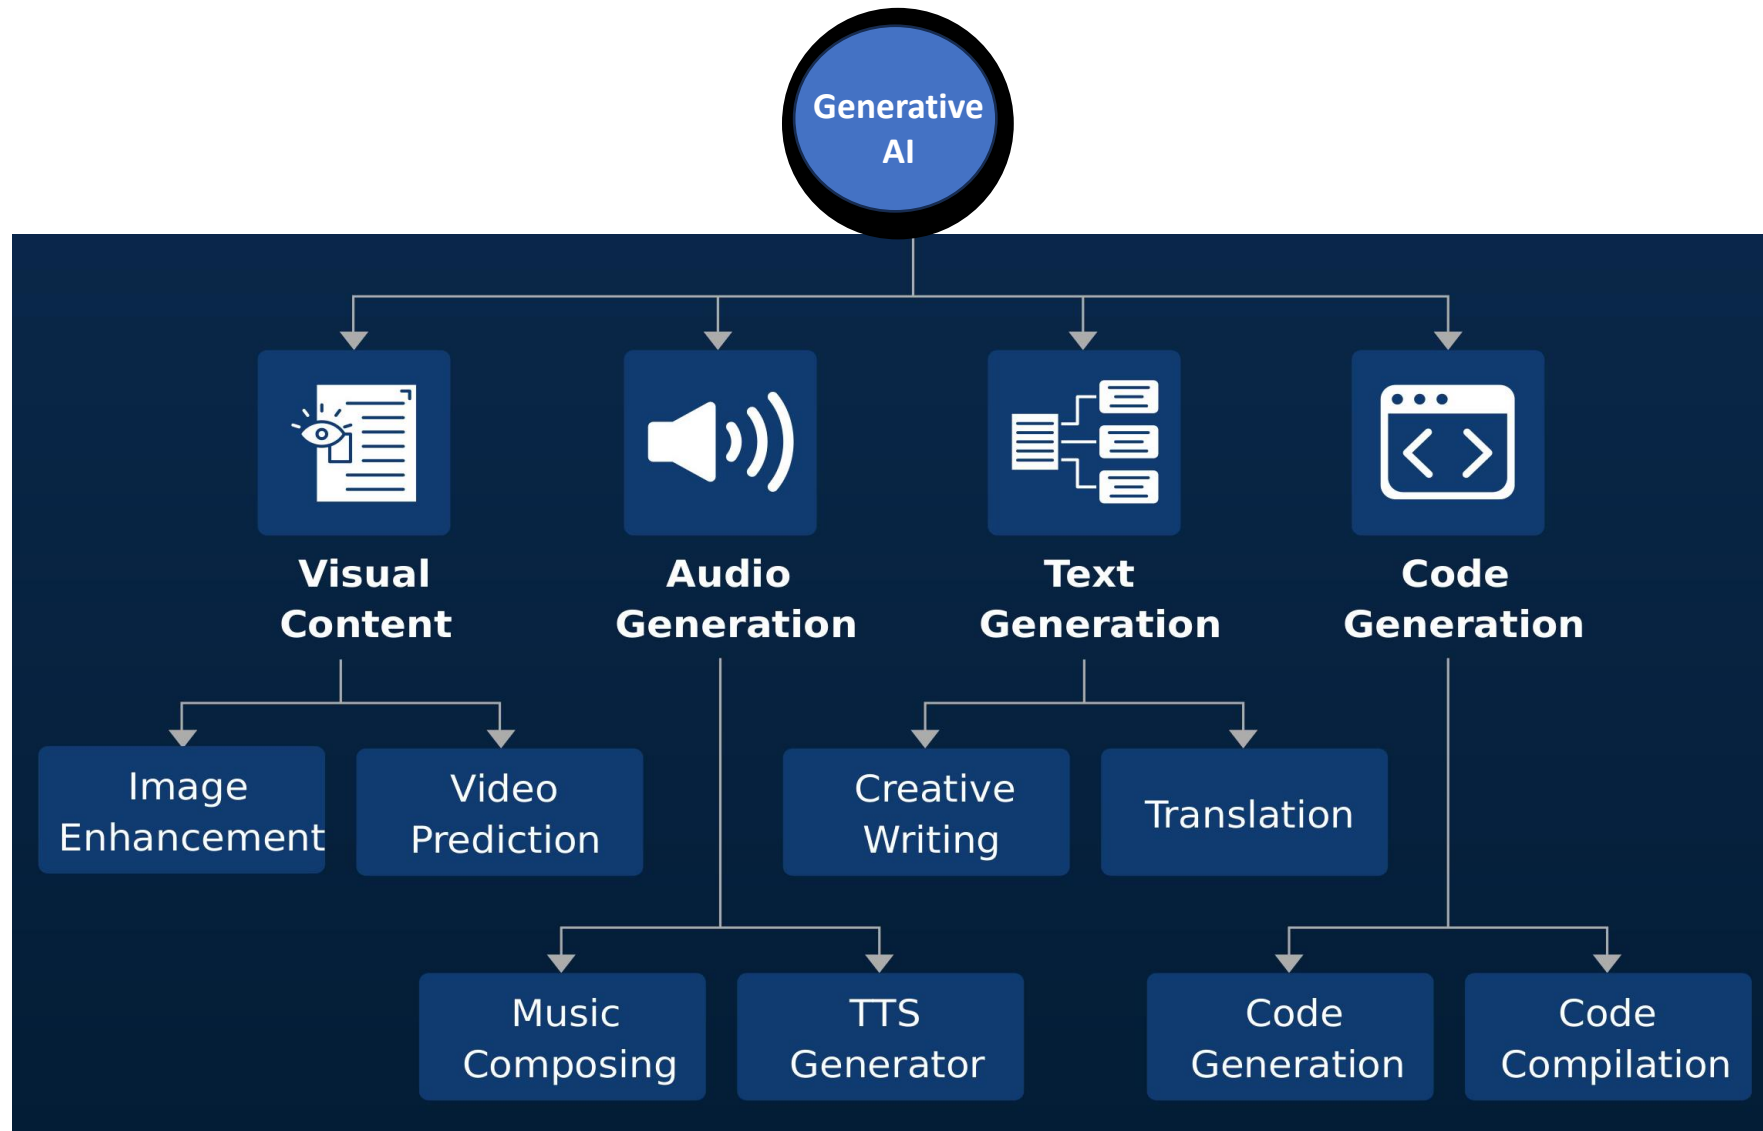 Generative
AI
Visual
Content
Audio
Generation
Text
Generation
Code
Generation
Image
Enhancement
Video
Prediction
Creative
Writing
Translation
Music
Composing
TTS
Generator
Code
Generation
Code
Compilation